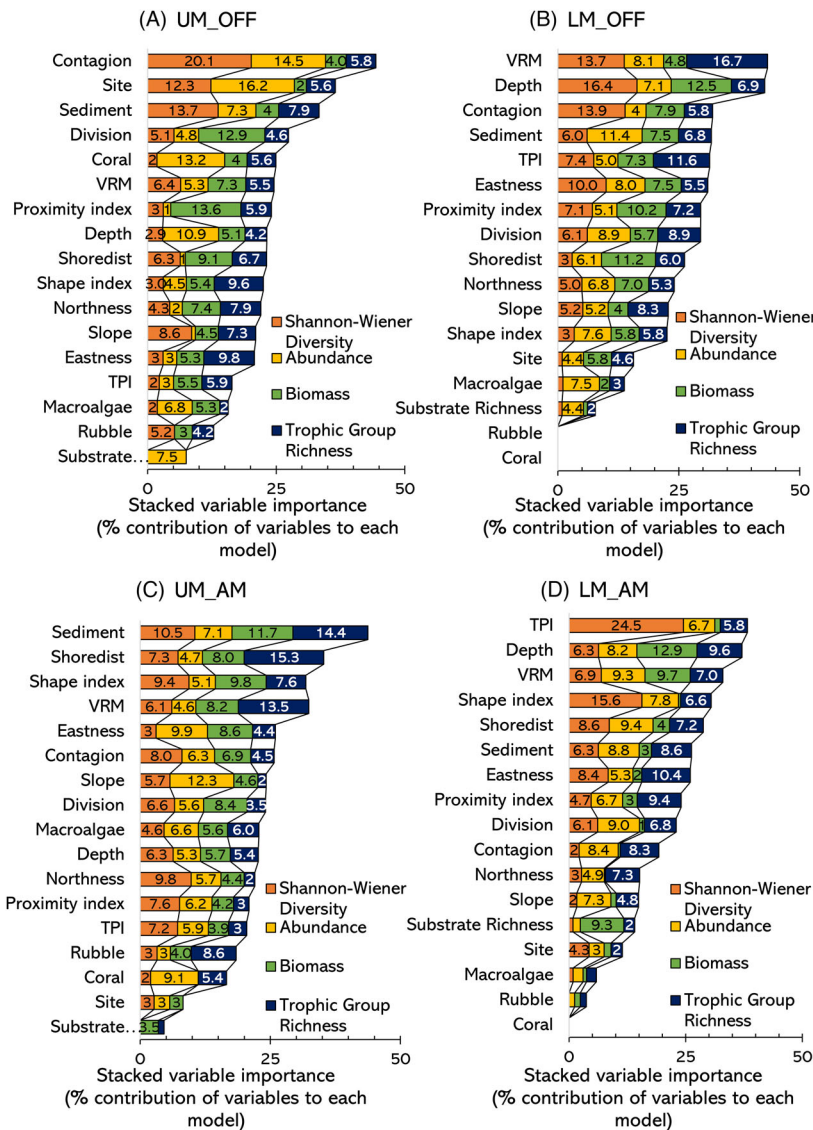 (A) UM_OFF
Contagion 20.1 14.5 4.0 5.8
Site 12.3 16.2 2 5.6
Sediment 13.7 7.3 4 7.9
Division 5.1 4.8 12.9 4.6
Coral 2 13.2 4 5.6
VRM 6.4 5.3 7.3 5.5
Proximity index 3 1 13.6 5.9
Depth 2.9 10.9 5.1 4.2
Shoredist 6.3 1 9.1 6.7
Shape index 3.0 4.5 5.4 9.6
Northness 4.3 2 7.4 7.9
Slope 8.6 4.5 7.3
Eastness 3 3 5.3 9.8
TPI 2 3 5.5 5.9
Macroalgae 2 6.8 5.3 2
Rubble 5.2 3 4.2
Substrate... 7.5
Shannon-Wiener
Diversity
Abundance
Biomass
Trophic Group
Richness
0 25 50
Stacked variable importance
(% contribution of variables to each
model)
(B) LM_OFF
VRM 13.7 8.1 4.8 16.7
Depth 16.4 7.1 12.5 6.9
Contagion 13.9 4 7.9 5.8
Sediment 6.0 11.4 7.5 6.8
TPI 7.4 5.0 7.3 11.6
Eastness 10.0 8.0 7.5 5.5
Proximity index 7.1 5.1 10.2 7.2
Division 6.1 8.9 5.7 8.9
Shoredist 3 6.1 11.2 6.0
Northness 5.0 6.8 7.0 5.3
Slope 5.2 5.2 4 8.3
Shape index 3 7.6 5.8 5.8
Site 4.4 5.8 4.6
Macroalgae 7.5 2 3
Substrate Richness 4.4 2
Rubble
Coral
Shannon-Wiener
Diversity
Abundance
Biomass
Trophic Group
Richness
0 25 50
Stacked variable importance
(% contribution of variables to each
model)
(C) UM_AM
Sediment 10.5 7.1 11.7 14.4
Shoredist 7.3 4.7 8.0 15.3
Shape index 9.4 5.1 9.8 7.6
VRM 6.1 4.6 8.2 13.5
Eastness 3 9.9 8.6 4.4
Contagion 8.0 6.3 6.9 4.5
Slope 5.7 12.3 4.6 2
Division 6.6 5.6 8.4 3.5
Macroalgae 4.6 6.6 5.6 6.0
Depth 6.3 5.3 5.7 5.4
Northness 9.8 5.7 4.4 2
Proximity index 7.6 6.2 4.2 3
TPI 7.2 5.9 3.9 3
Rubble 3 3 4.0 8.6
Coral 2 9.1 5.4
Site 3 3 3
Substrate... 3.5
Shannon-Wiener
Diversity
Abundance
Biomass
Trophic Group
Richness
0 25 50
Stacked variable importance
(% contribution of variables to each
model)
(D) LM_AM
TPI 24.5 6.7 5.8
Depth 6.3 8.2 12.9 9.6
VRM 6.9 9.3 9.7 7.0
Shape index 15.6 7.8 6.6
Shoredist 8.6 9.4 4 7.2
Sediment 6.3 8.8 3 8.6
Eastness 8.4 5.3 2 10.4
Proximity index 4.7 6.7 3 9.4
Division 6.1 9.0 1 6.8
Contagion 2 8.4 8.3
Northness 3 4.9 7.3
Slope 2 7.3 4.8
Substrate Richness 9.3 2
Site 4.3 3 2
Macroalgae
Rubble
Coral
Shannon-Wiener
Diversity
Abundance
Biomass
Trophic Group
Richness
0 25 50
Stacked variable importance
(% contribution of variables to each
model)